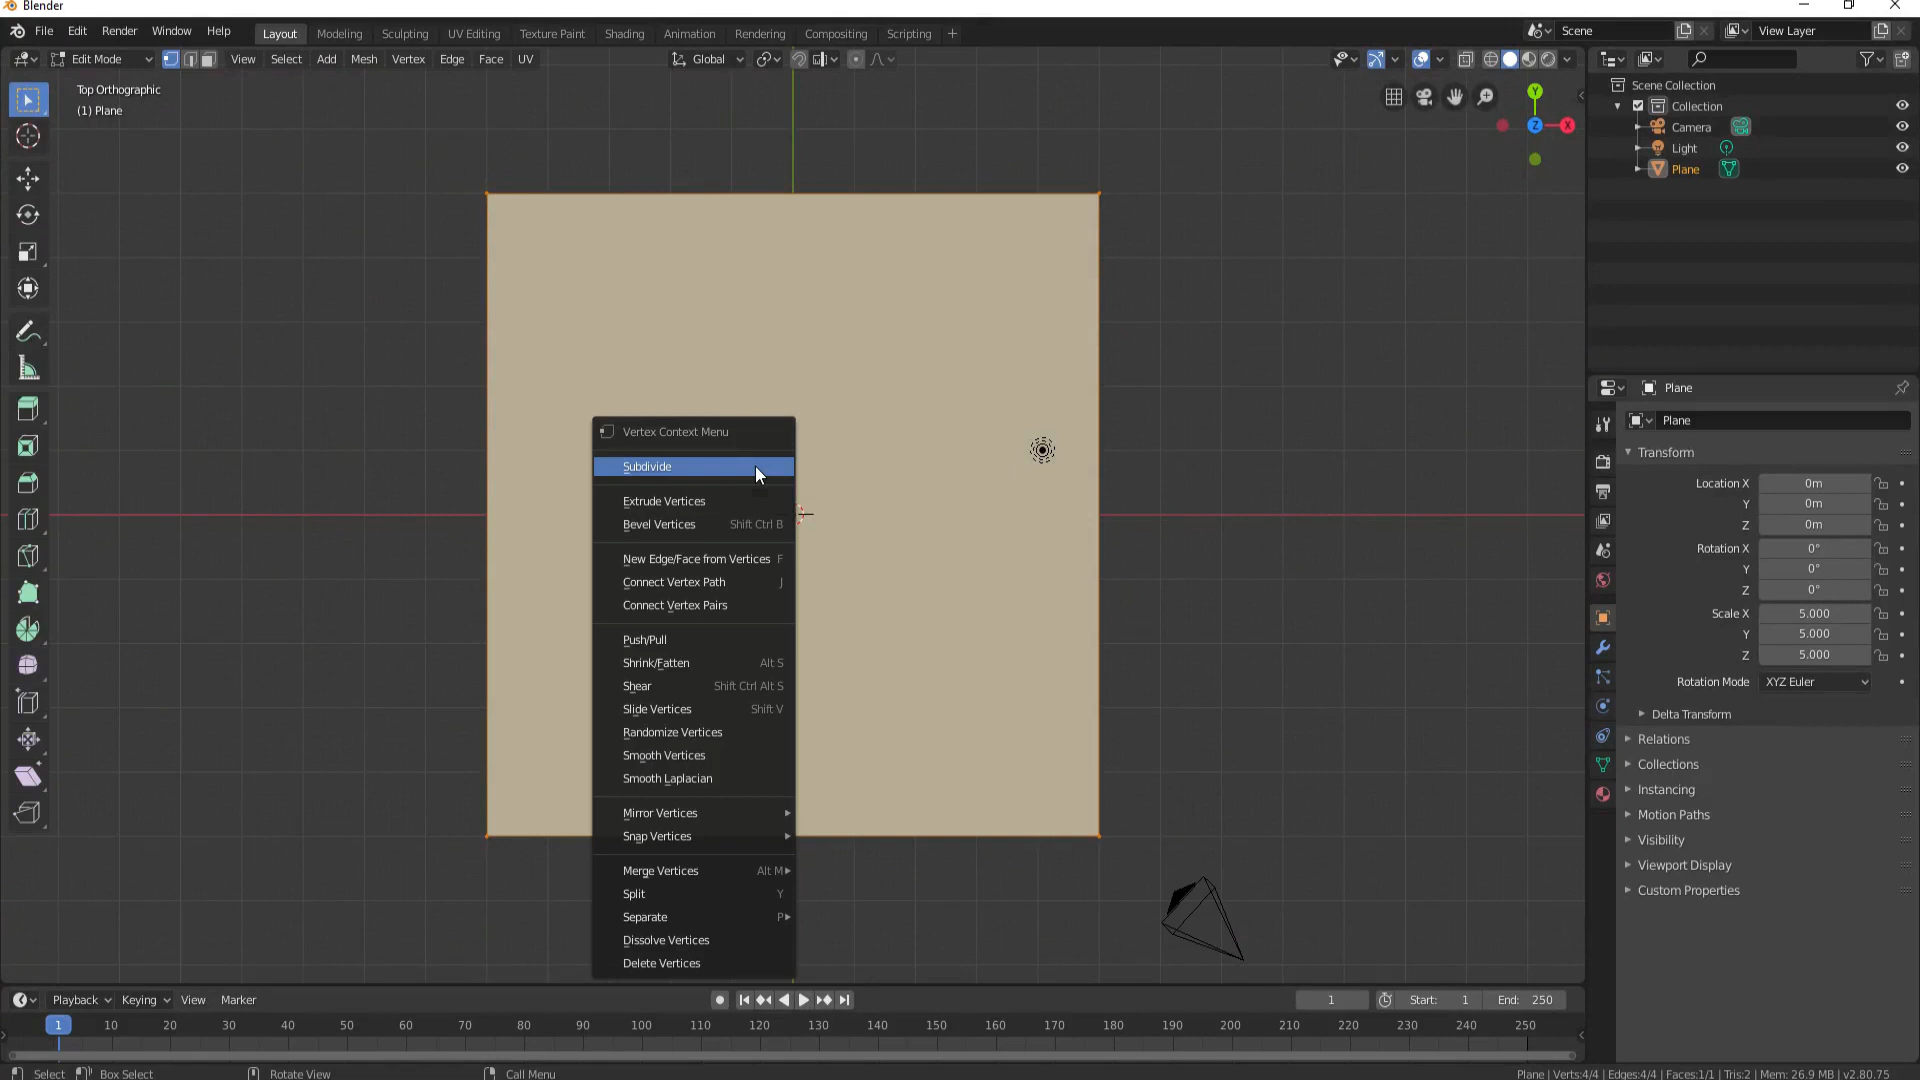 Blender
File Edit Render Window Help
Layout Modeling Sculpting UV Editing Texture Paint Shading Animation Rendering Compositing Scripting +
Scene
View Layer
Edit Mode View Select Add Mesh Vertex Edge Face UV
Global
Top Orthographic
(1) Plane
Y
Z
X
Scene Collection
Collection
Camera
Light
Plane
Vertex Context Menu
Subdivide
Extrude Vertices
Bevel Vertices Shift Ctrl B
New Edge/Face from Vertices F
Connect Vertex Path J
Connect Vertex Pairs
Push/Pull
Shrink/Fatten Alt S
Shear Shift Ctrl Alt S
Slide Vertices Shift V
Randomize Vertices
Smooth Vertices
Smooth Laplacian
Mirror Vertices
Snap Vertices
Merge Vertices Alt M
Split Y
Separate P
Dissolve Vertices
Delete Vertices
Plane
Plane
Transform
Location X 0m
Y 0m
Z 0m
Rotation X 0°
Y 0°
Z 0°
Scale X 5.000
Y 5.000
Z 5.000
Rotation Mode XYZ Euler
Delta Transform
Relations
Collections
Instancing
Motion Paths
Visibility
Viewport Display
Custom Properties
Playback Keying View Marker
1 Start: 1 End: 250
1 10 20 30 40 50 60 70 80 90 100 110 120 130 140 150 160 170 180 190 200 210 220 230 240 250
Select Box Select Rotate View Call Menu
Plane | Verts:4/4 | Edges:4/4 | Faces:1/1 | Tris:2 | Mem: 26.9 MB | v2.80.75